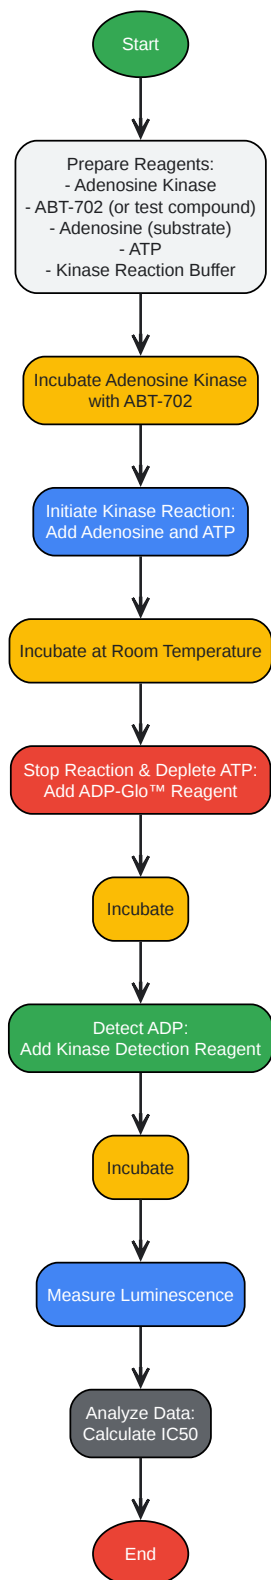 Start
Prepare Reagents:
- Adenosine Kinase
- ABT-702 (or test compound)
- Adenosine (substrate)
- ATP
- Kinase Reaction Buffer
Incubate Adenosine Kinase
with ABT-702
Initiate Kinase Reaction:
Add Adenosine and ATP
Incubate at Room Temperature
Stop Reaction & Deplete ATP:
Add ADP-Glo™ Reagent
Incubate
Detect ADP:
Add Kinase Detection Reagent
Incubate
Measure Luminescence
Analyze Data:
Calculate IC50
End